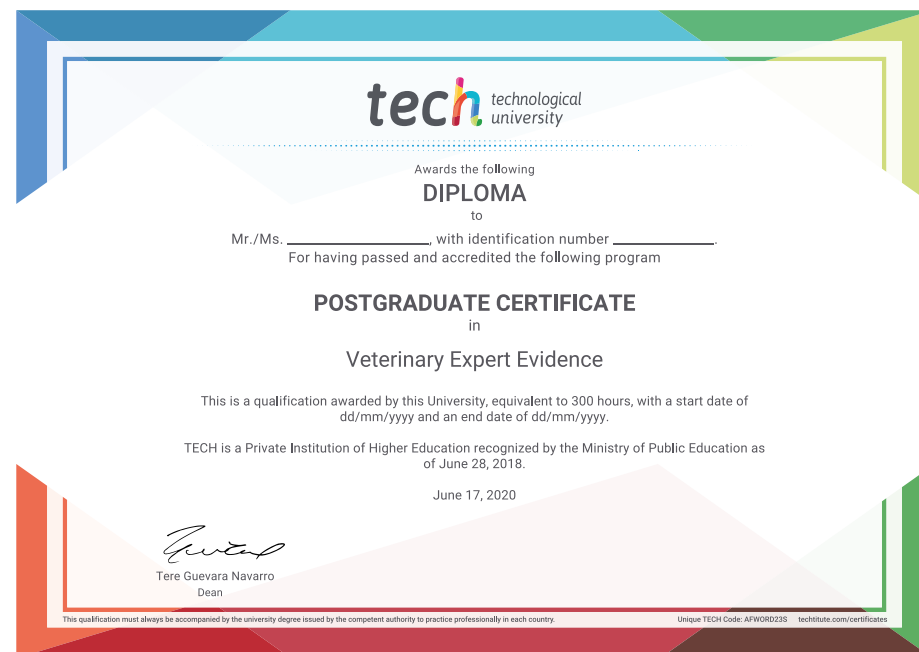 tech technological
university
Awards the following
DIPLOMA
to
Mr./Ms. __________________, with identification number _____________.
For having passed and accredited the following program
POSTGRADUATE CERTIFICATE
in
Veterinary Expert Evidence
This is a qualification awarded by this University, equivalent to 300 hours, with a start date of
dd/mm/yyyy and an end date of dd/mm/yyyy.
TECH is a Private Institution of Higher Education recognized by the Ministry of Public Education as
of June 28, 2018.
June 17, 2020
Tere Guevara Navarro
Dean
This qualification must always be accompanied by the university degree issued by the competent authority to practice professionally in each country.
Unique TECH Code: AFWORD23S techtitute.com/certificates